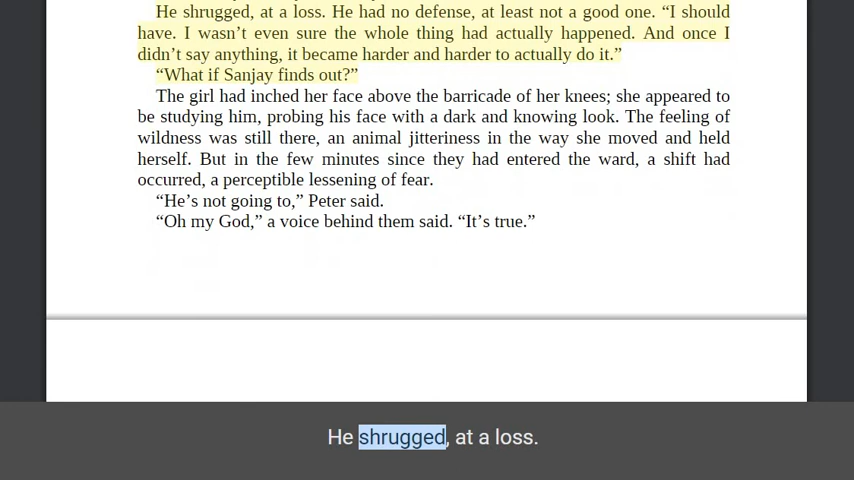 He shrugged, at a loss. He had no defense, at least not a good one. “I should
have. I wasn’t even sure the whole thing had actually happened. And once I
didn’t say anything, it became harder and harder to actually do it.”
“What if Sanjay finds out?”
The girl had inched her face above the barricade of her knees; she appeared to
be studying him, probing his face with a dark and knowing look. The feeling of
wildness was still there, an animal jitteriness in the way she moved and held
herself. But in the few minutes since they had entered the ward, a shift had
occurred, a perceptible lessening of fear.
“He’s not going to,” Peter said.
“Oh my God,” a voice behind them said. “It’s true.”
He shrugged, at a loss.